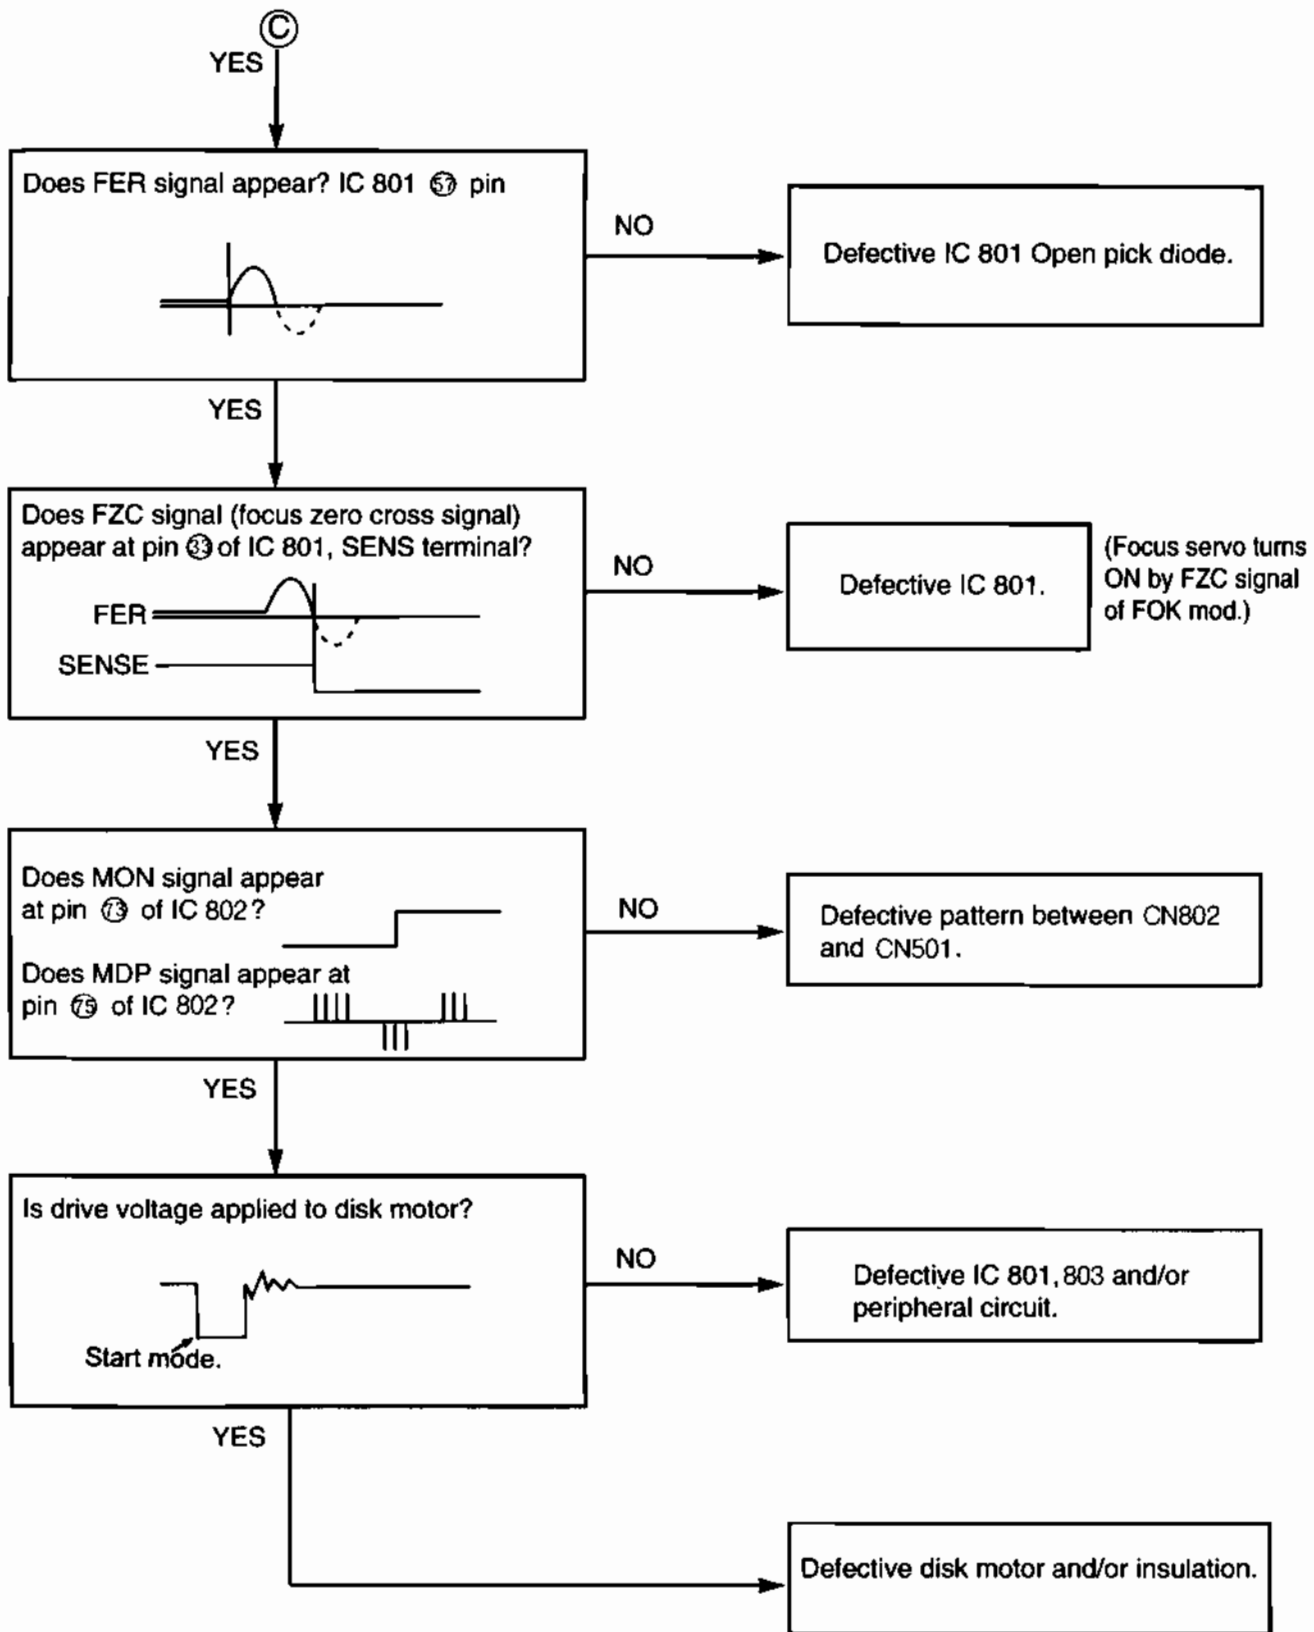 Ⓒ
YES
Does FER signal appear? IC 801 ㊼ pin
NO
Defective IC 801 Open pick diode.
YES
Does FZC signal (focus zero cross signal)
appear at pin ㉝ of IC 801, SENS terminal?
FER
SENSE
NO
Defective IC 801.
(Focus servo turns
ON by FZC signal
of FOK mod.)
YES
Does MON signal appear
at pin 73 of IC 802?
Does MDP signal appear at
pin 75 of IC 802?
NO
Defective pattern between CN802
and CN501.
YES
Is drive voltage applied to disk motor?
Start mode.
NO
Defective IC 801, 803 and/or
peripheral circuit.
YES
Defective disk motor and/or insulation.